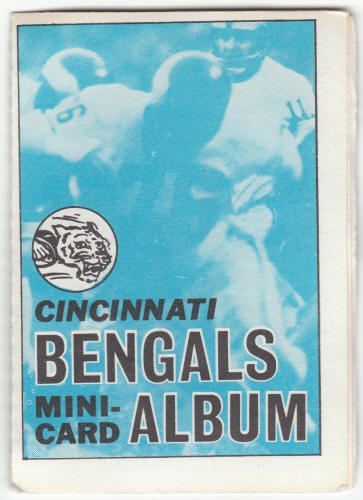 CINCINNATI
BENGALS
MINI-
CARD ALBUM